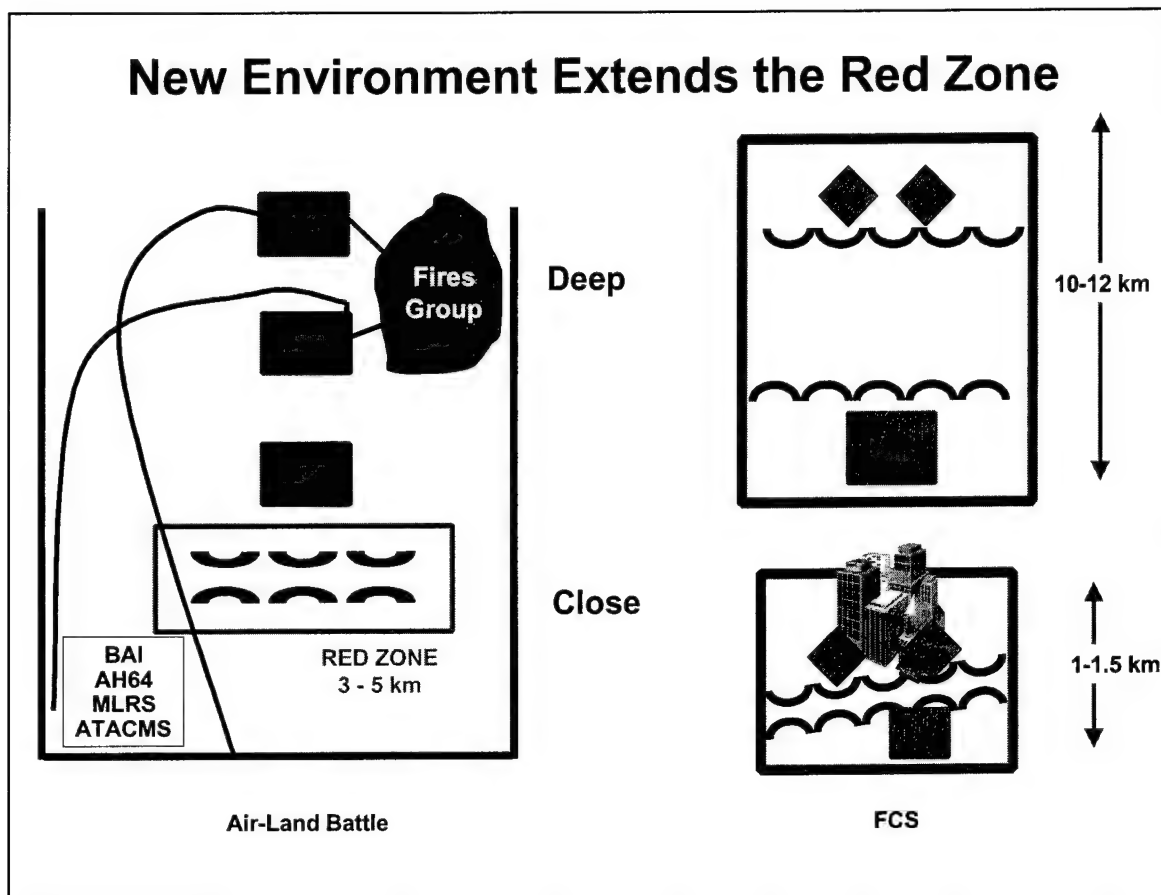 New Environment Extends the Red Zone
Fires
Group
Deep
Close
10-12 km
1-1.5 km
BAI
AH64
MLRS
ATACMS
RED ZONE
3 - 5 km
Air-Land Battle
FCS